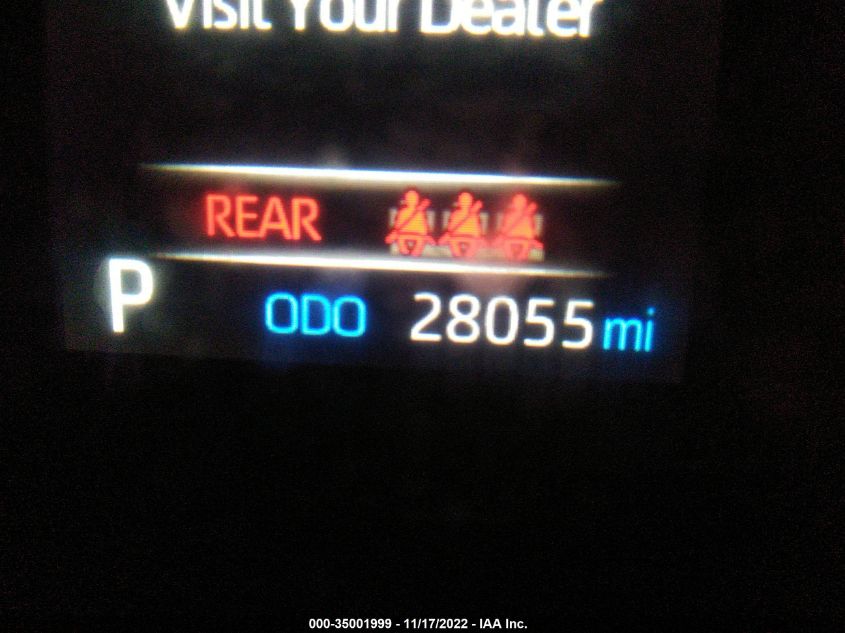 Visit Your Dealer
REAR
P ODO 28055 mi
000-35001999 - 11/17/2022 - IAA Inc.